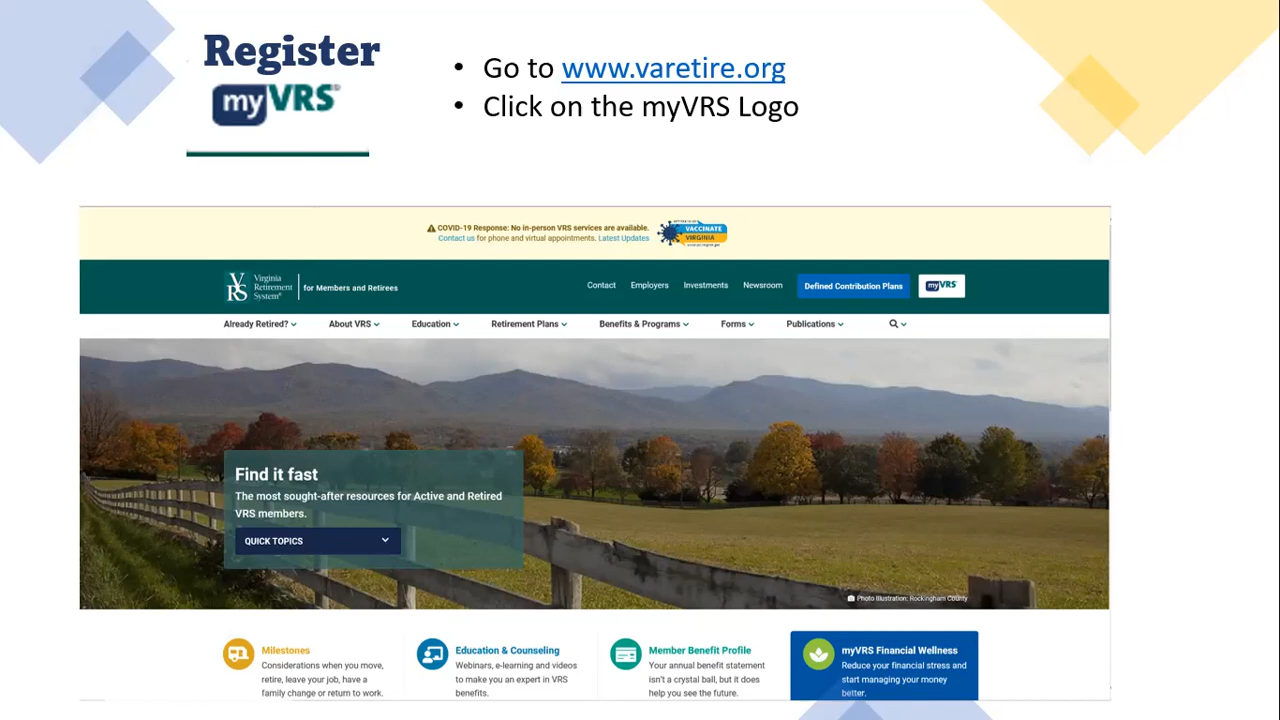 Register
myVRS®
• Go to www.varetire.org
• Click on the myVRS Logo
COVID-19 Response: No in-person VRS services are available.
Contact us for phone and virtual appointments. Latest Updates
VACCINATE
VIRGINIA
VRS
Virginia
Retirement
System®
for Members and Retirees
Contact
Employers
Investments
Newsroom
Defined Contribution Plans
myVRS
Already Retired?
About VRS
Education
Retirement Plans
Benefits & Programs
Forms
Publications
Find it fast
The most sought-after resources for Active and Retired
VRS members.
QUICK TOPICS
Photo Illustration: Rockingham County
Milestones
Considerations when you move,
retire, leave your job, have a
family change or return to work.
Education & Counseling
Webinars, e-learning and videos
to make you an expert in VRS
benefits.
Member Benefit Profile
Your annual benefit statement
isn't a crystal ball, but it does
help you see the future.
myVRS Financial Wellness
Reduce your financial stress and
start managing your money
better.